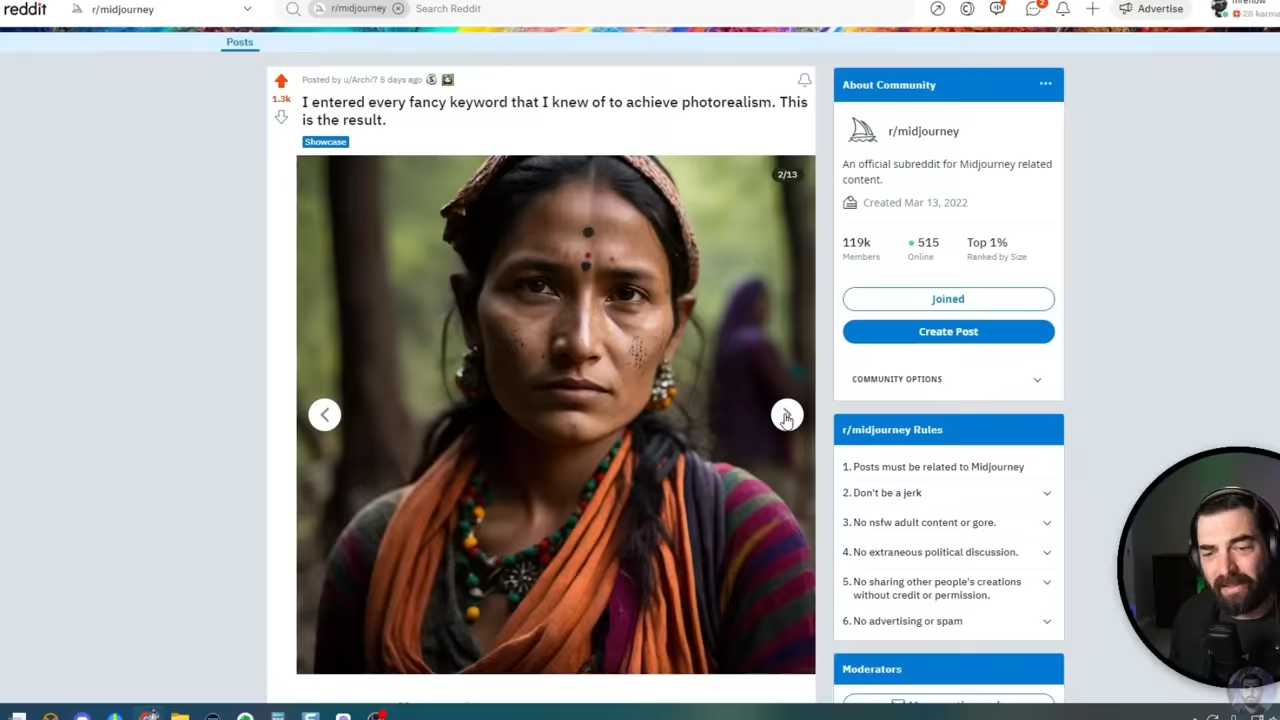 reddit
r/midjourney
r/midjourney
Search Reddit
2
Advertise
28 karma
Posts
Posted by u/Archi7 5 days ago
1.3k
I entered every fancy keyword that I knew of to achieve photorealism. This
is the result.
Showcase
2/13
About Community
r/midjourney
An official subreddit for Midjourney related
content.
Created Mar 13, 2022
119k
515
Top 1%
Members
Online
Ranked by Size
Joined
Create Post
COMMUNITY OPTIONS
r/midjourney Rules
1. Posts must be related to Midjourney
2. Don't be a jerk
3. No nsfw adult content or gore.
4. No extraneous political discussion.
5. No sharing other people's creations
without credit or permission.
6. No advertising or spam
Moderators